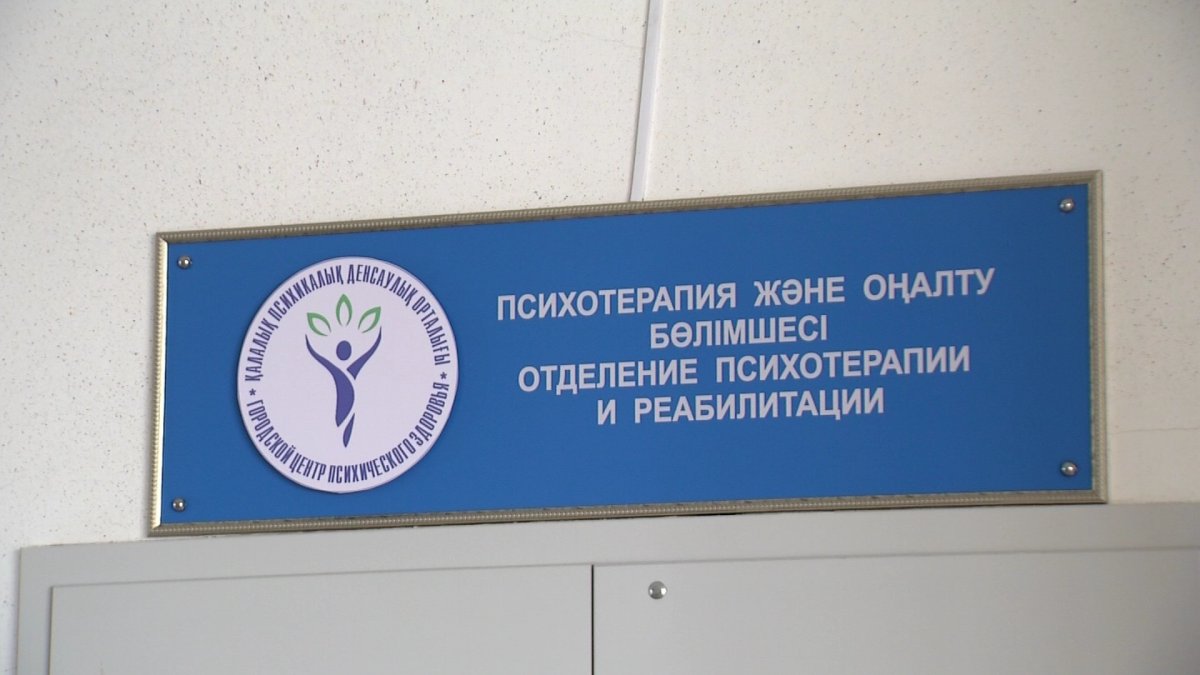 ҚАЛАЛЫҚ ПСИХИКАЛЫҚ ДЕНСАУЛЫҚ ОРТАЛЫҒЫ
* ГОРОДСКОЙ ЦЕНТР ПСИХИЧЕСКОГО ЗДОРОВЬЯ *
ПСИХОТЕРАПИЯ ЖӘНЕ ОҢАЛТУ
БӨЛІМШЕСІ
ОТДЕЛЕНИЕ ПСИХОТЕРАПИИ
И РЕАБИЛИТАЦИИ